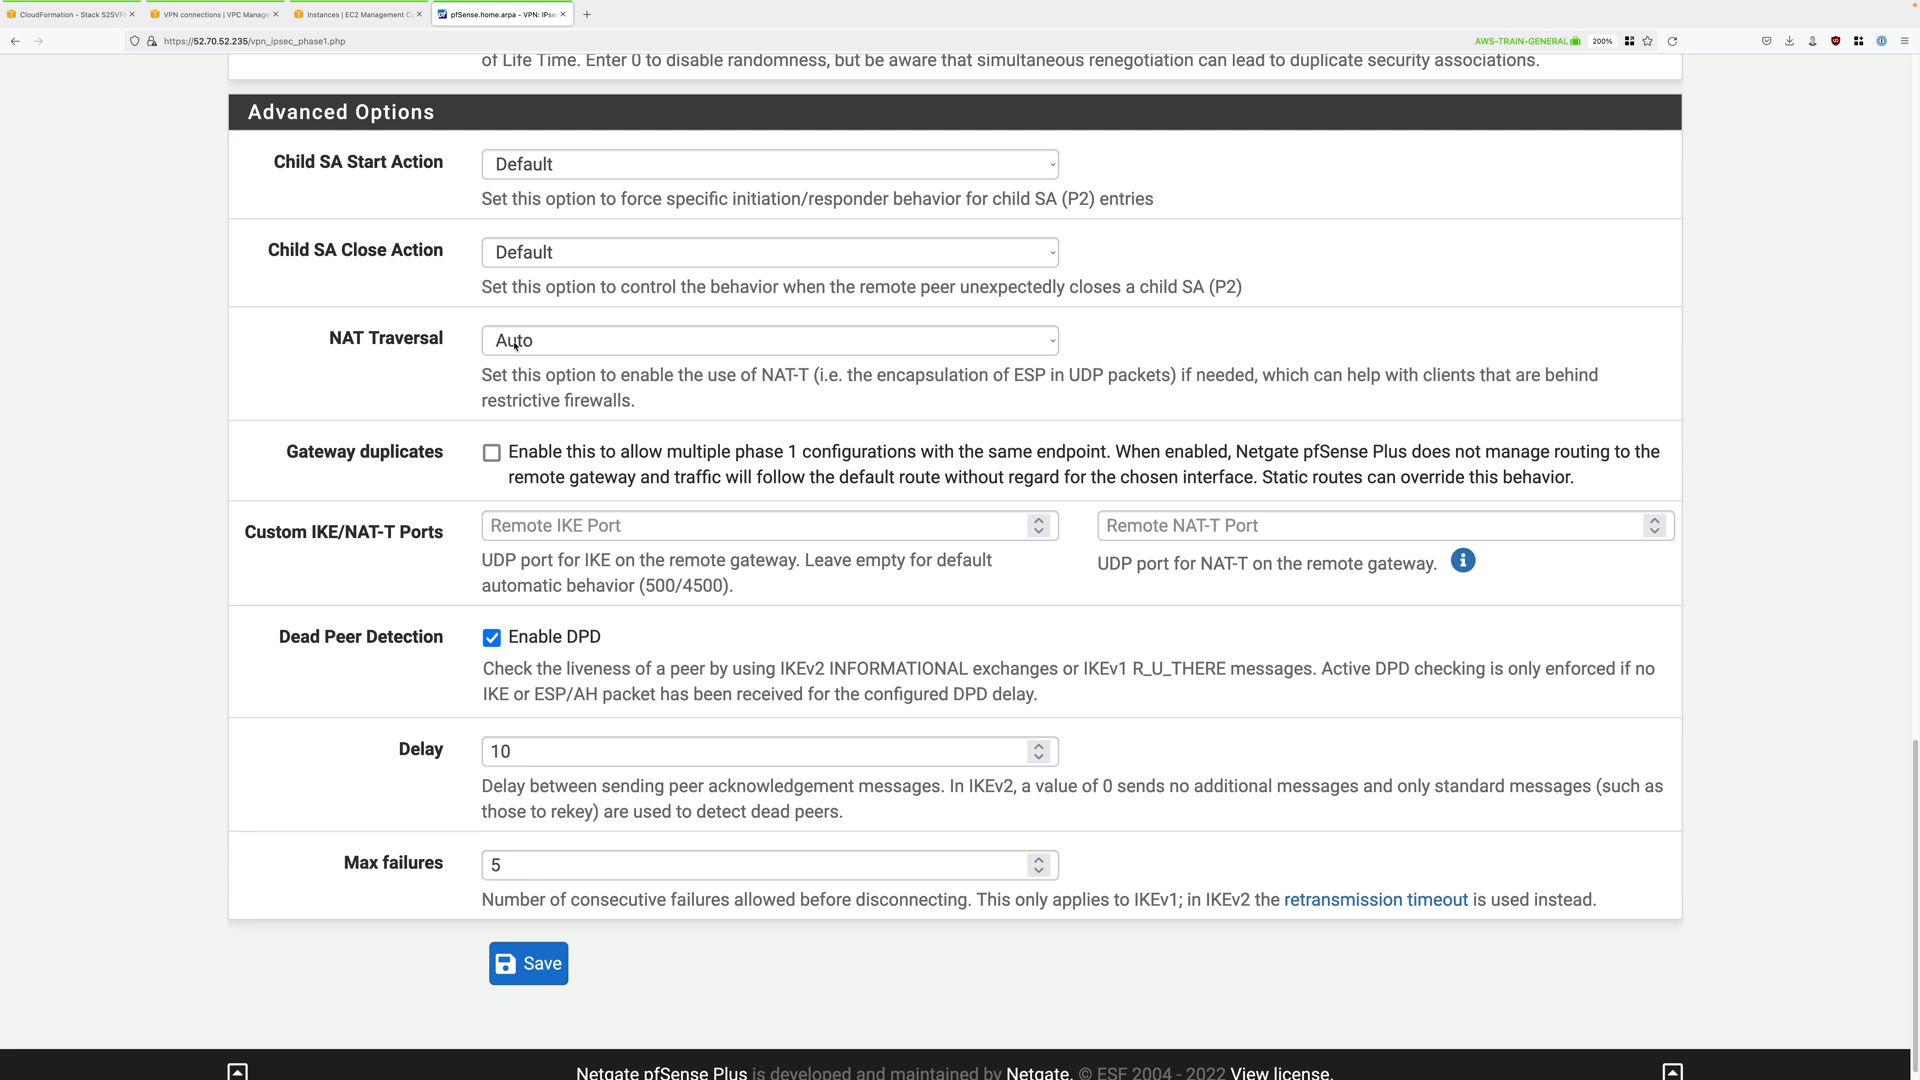 CloudFormation - Stack S2SVPN
VPN connections | VPC Manage
Instances | EC2 Management C
pfSense.home.arpa - VPN: IPsec
https://52.70.52.235/vpn_ipsec_phase1.php
AWS-TRAIN-GENERAL
200%
of Life Time. Enter 0 to disable randomness, but be aware that simultaneous renegotiation can lead to duplicate security associations.
Advanced Options
Child SA Start Action
Default
Set this option to force specific initiation/responder behavior for child SA (P2) entries
Child SA Close Action
Default
Set this option to control the behavior when the remote peer unexpectedly closes a child SA (P2)
NAT Traversal
Auto
Set this option to enable the use of NAT-T (i.e. the encapsulation of ESP in UDP packets) if needed, which can help with clients that are behind
restrictive firewalls.
Gateway duplicates
Enable this to allow multiple phase 1 configurations with the same endpoint. When enabled, Netgate pfSense Plus does not manage routing to the
remote gateway and traffic will follow the default route without regard for the chosen interface. Static routes can override this behavior.
Custom IKE/NAT-T Ports
Remote IKE Port
Remote NAT-T Port
UDP port for IKE on the remote gateway. Leave empty for default
automatic behavior (500/4500).
UDP port for NAT-T on the remote gateway.
Dead Peer Detection
Enable DPD
Check the liveness of a peer by using IKEv2 INFORMATIONAL exchanges or IKEv1 R_U_THERE messages. Active DPD checking is only enforced if no
IKE or ESP/AH packet has been received for the configured DPD delay.
Delay
10
Delay between sending peer acknowledgement messages. In IKEv2, a value of 0 sends no additional messages and only standard messages (such as
those to rekey) are used to detect dead peers.
Max failures
5
Number of consecutive failures allowed before disconnecting. This only applies to IKEv1; in IKEv2 the retransmission timeout is used instead.
Save
Netgate pfSense Plus is developed and maintained by Netgate. © ESF 2004 - 2022 View license.